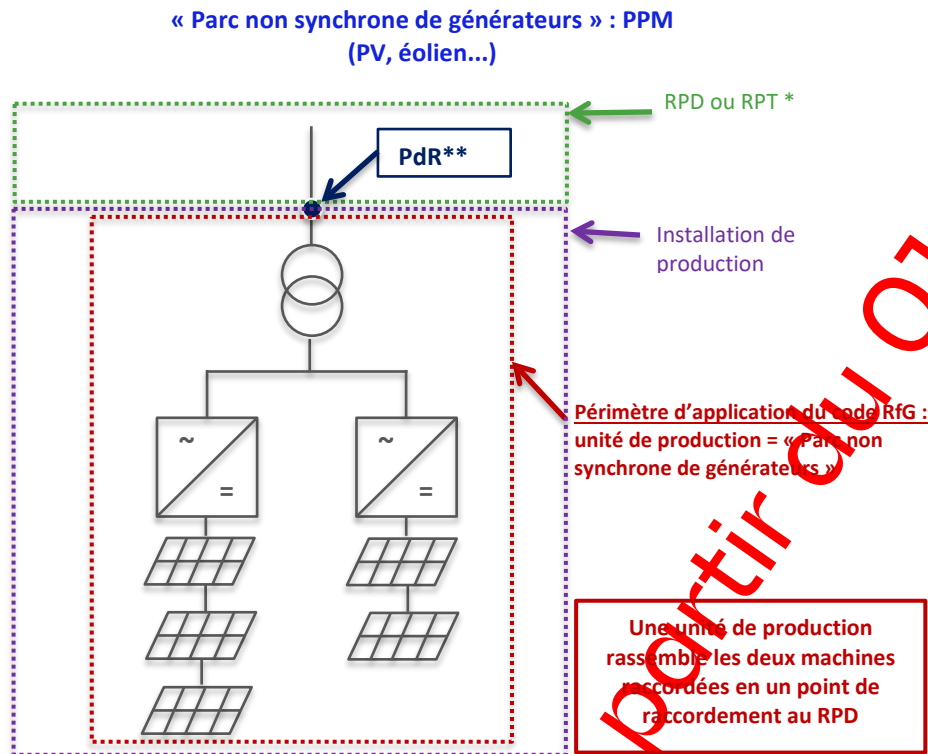 « Parc non synchrone de générateurs » : PPM
(PV, éolien...)
RPD ou RPT *
PdR**
Installation de
production
Périmètre d'application du code RfG :
unité de production = « Parc non
synchrone de générateurs »
~
=
~
=
Une unité de production
rassemble les deux machines
raccordées en un point de
raccordement au RPD
partir du